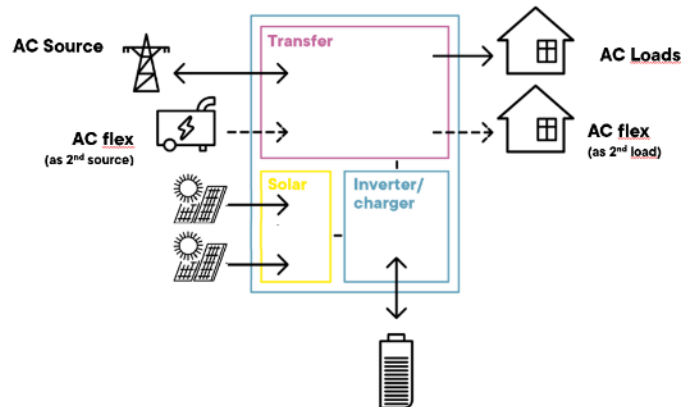 Transfer
AC Source
AC Loads
AC flex
(as 2nd source)
AC flex
(as 2nd load)
Solar
Inverter/
charger